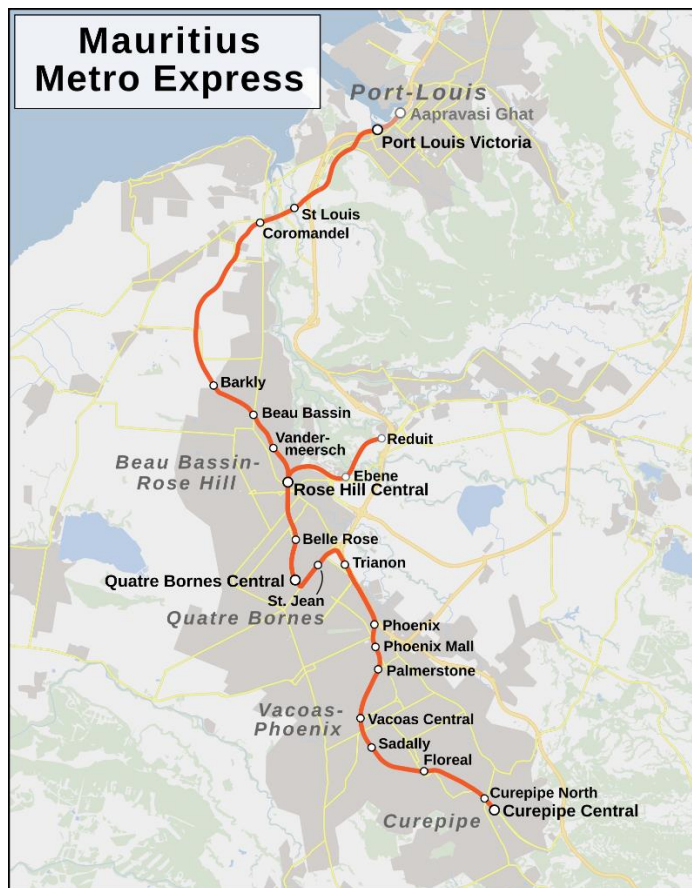 Mauritius
Metro Express
Port-Louis
Aapravasi Ghat
Port Louis Victoria
St Louis
Coromandel
Barkly
Beau Bassin
Vander-
meersch
Reduit
Beau Bassin-
Rose Hill
Ebene
Rose Hill Central
Belle Rose
Quatre Bornes Central
Trianon
St. Jean
Quatre Bornes
Phoenix
Phoenix Mall
Palmerstone
Vacoas-
Phoenix
Vacoas Central
Sadally
Floreal
Curepipe North
Curepipe Central
Curepipe